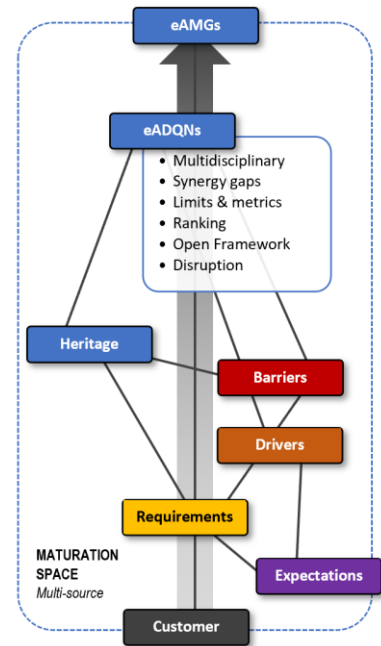 eAMGs
eADQNs
• Multidisciplinary
• Synergy gaps
• Limits & metrics
• Ranking
• Open Framework
• Disruption
Heritage
Barriers
Drivers
Requirements
MATURATION
SPACE
Multi-source
Expectations
Customer